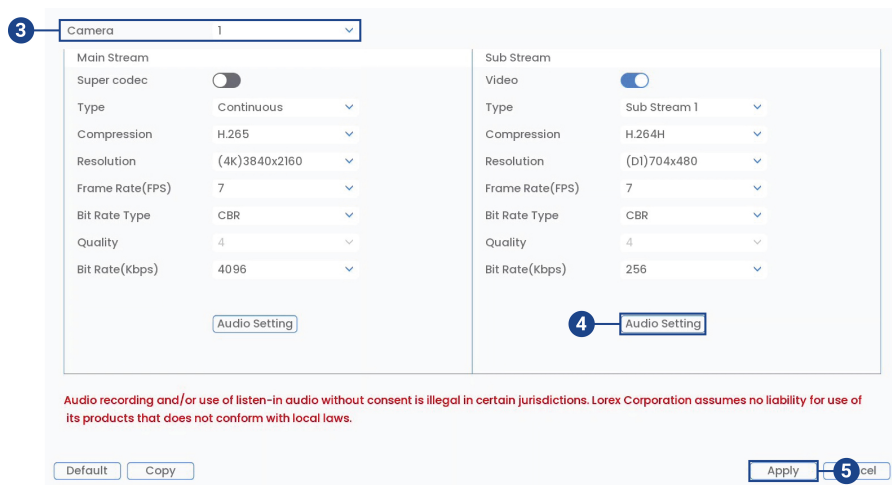 3 Camera 1
Main Stream Sub Stream
Super codec Video
Type Continuous Type Sub Stream 1
Compression H.265 Compression H.264H
Resolution (4K)3840x2160 Resolution (D1)704x480
Frame Rate(FPS) 7 Frame Rate(FPS) 7
Bit Rate Type CBR Bit Rate Type CBR
Quality 4 Quality 4
Bit Rate(Kbps) 4096 Bit Rate(Kbps) 256
Audio Setting 4 Audio Setting
Audio recording and/or use of listen-in audio without consent is illegal in certain jurisdictions. Lorex Corporation assumes no liability for use of
its products that does not conform with local laws.
Default Copy Apply 5 cel